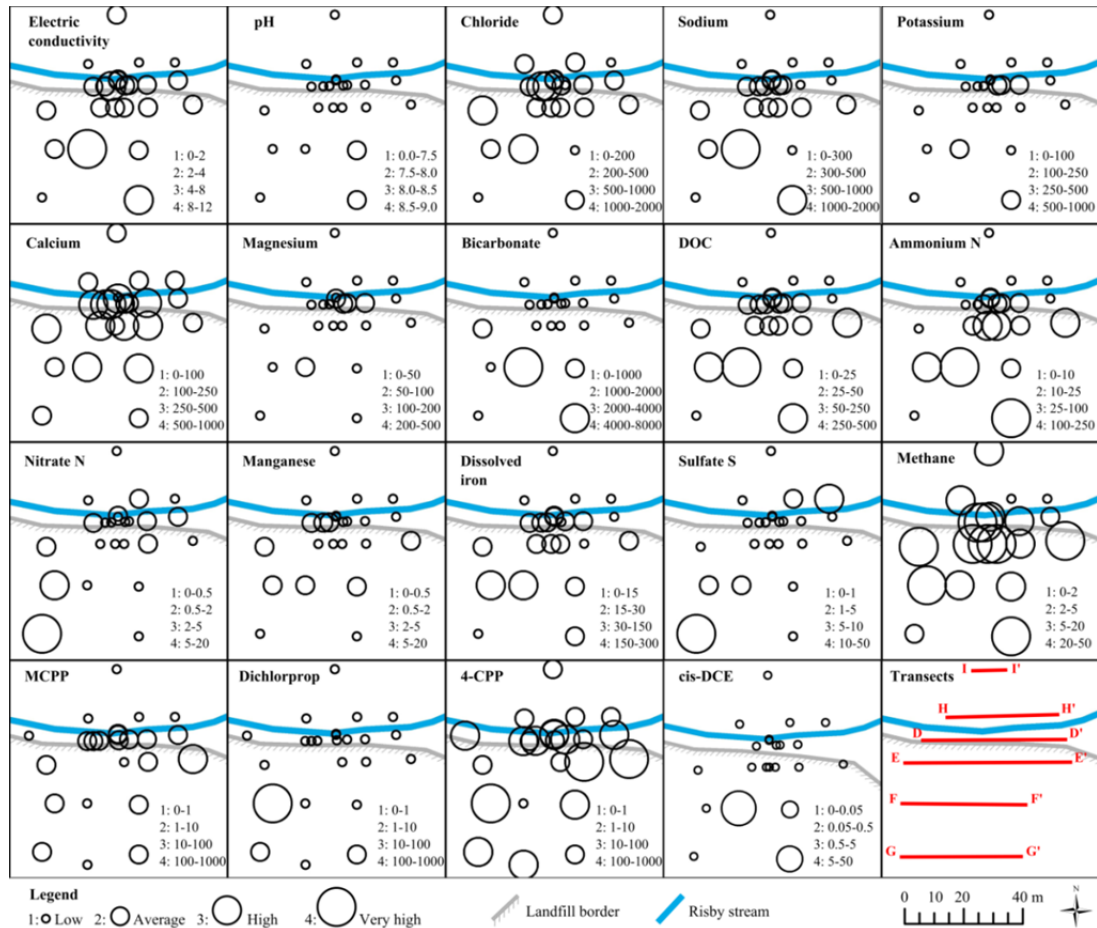 Electric
conductivity
1: 0-2
2: 2-4
3: 4-8
4: 8-12
pH
1: 0.0-7.5
2: 7.5-8.0
3: 8.0-8.5
4: 8.5-9.0
Chloride
1: 0-200
2: 200-500
3: 500-1000
4: 1000-2000
Sodium
1: 0-300
2: 300-500
3: 500-1000
4: 1000-2000
Potassium
1: 0-100
2: 100-250
3: 250-500
4: 500-1000
Calcium
1: 0-100
2: 100-250
3: 250-500
4: 500-1000
Magnesium
1: 0-50
2: 50-100
3: 100-200
4: 200-500
Bicarbonate
1: 0-1000
2: 1000-2000
3: 2000-4000
4: 4000-8000
DOC
1: 0-25
2: 25-50
3: 50-250
4: 250-500
Ammonium N
1: 0-10
2: 10-25
3: 25-100
4: 100-250
Nitrate N
1: 0-0.5
2: 0.5-2
3: 2-5
4: 5-20
Manganese
1: 0-0.5
2: 0.5-2
3: 2-5
4: 5-20
Dissolved
iron
1: 0-15
2: 15-30
3: 30-150
4: 150-300
Sulfate S
1: 0-1
2: 1-5
3: 5-10
4: 10-50
Methane
1: 0-2
2: 2-5
3: 5-20
4: 20-50
MCPP
1: 0-1
2: 1-10
3: 10-100
4: 100-1000
Dichlorprop
1: 0-1
2: 1-10
3: 10-100
4: 100-1000
4-CPP
1: 0-1
2: 1-10
3: 10-100
4: 100-1000
cis-DCE
1: 0-0.05
2: 0.05-0.5
3: 0.5-5
4: 5-50
Transects
I I'
H H'
D D'
E E'
F F'
G G'
Legend
1: Low 2: Average 3: High 4: Very high Landfill border Risby stream
0 20 40 m
N